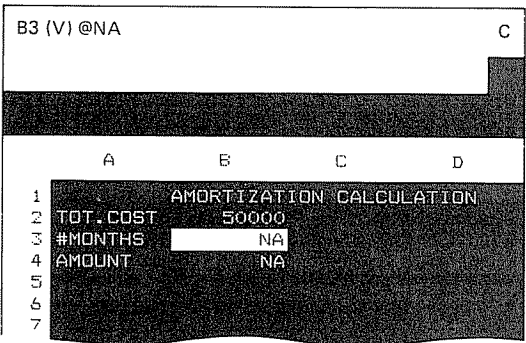 B3 (V) @NA C
A B C D
1 AMORTIZATION CALCULATION
2 TOT.COST 50000
3 #MONTHS NA
4 AMOUNT NA
5
6
7